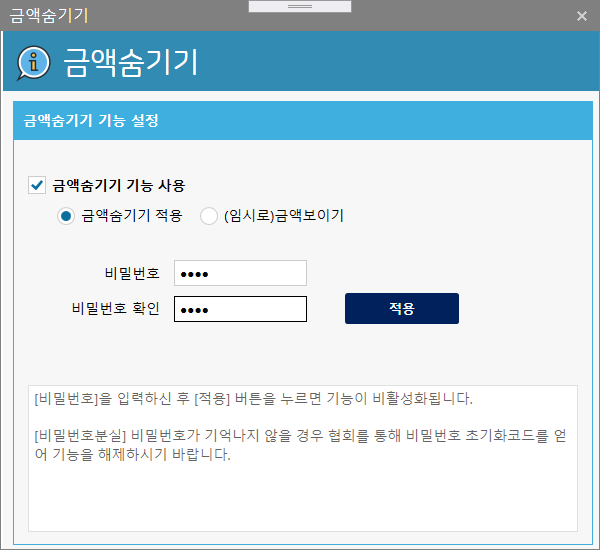 금액숨기기
금액숨기기
금액숨기기 기능 설정
금액숨기기 기능 사용
금액숨기기 적용 (임시로)금액보이기
비밀번호
비밀번호 확인 적용
[비밀번호]을 입력하신 후 [적용] 버튼을 누르면 기능이 비활성화됩니다.
[비밀번호분실] 비밀번호가 기억나지 않을 경우 협회를 통해 비밀번호 초기화코드를 얻
어 기능을 해제하시기 바랍니다.